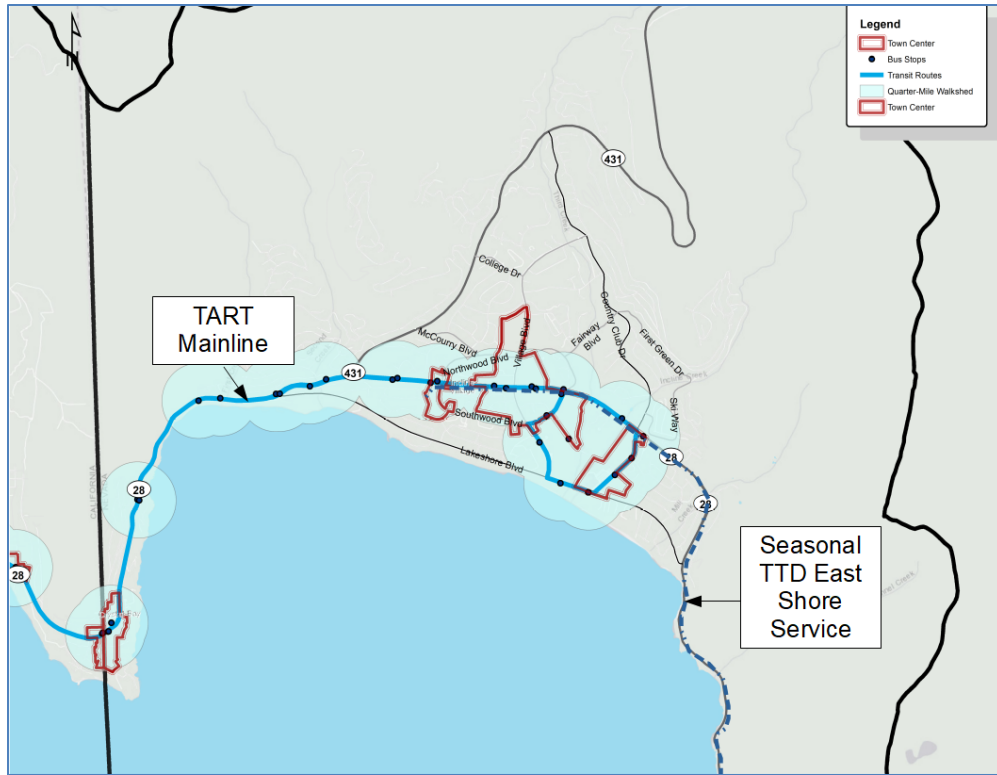 N
Legend
Town Center
Bus Stops
Transit Routes
Quarter-Mile Walkshed
Town Center
431
College Dr
Country Club Dr
First Green Dr
Fairway
Blvd
Village Blvd
McCourry Blvd
Northwood Blvd
TART
Mainline
431
Southwood Blvd
Ski Way
Lakeshore Blvd
28
28
28
CALIFORNIA
28
Seasonal
TTD East
Shore
Service